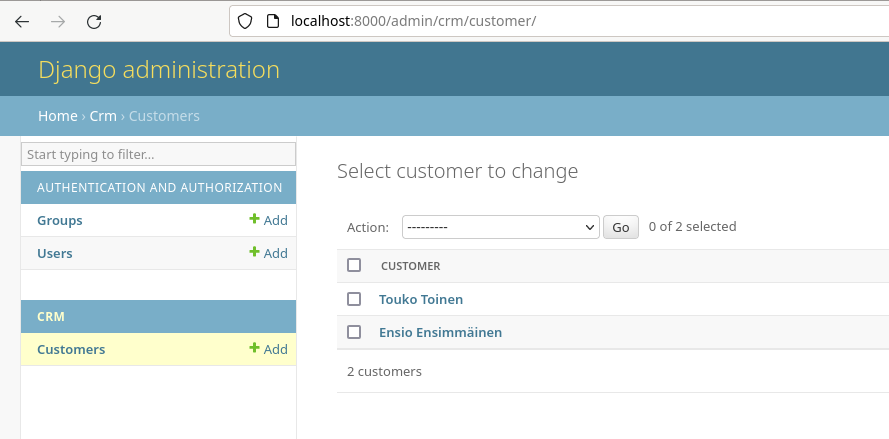 localhost:8000/admin/crm/customer/
Django administration
Home › Crm › Customers
Start typing to filter...
AUTHENTICATION AND AUTHORIZATION
Groups + Add
Users + Add
CRM
Customers + Add
Select customer to change
Action: --------- Go 0 of 2 selected
CUSTOMER
Touko Toinen
Ensio Ensimmäinen
2 customers